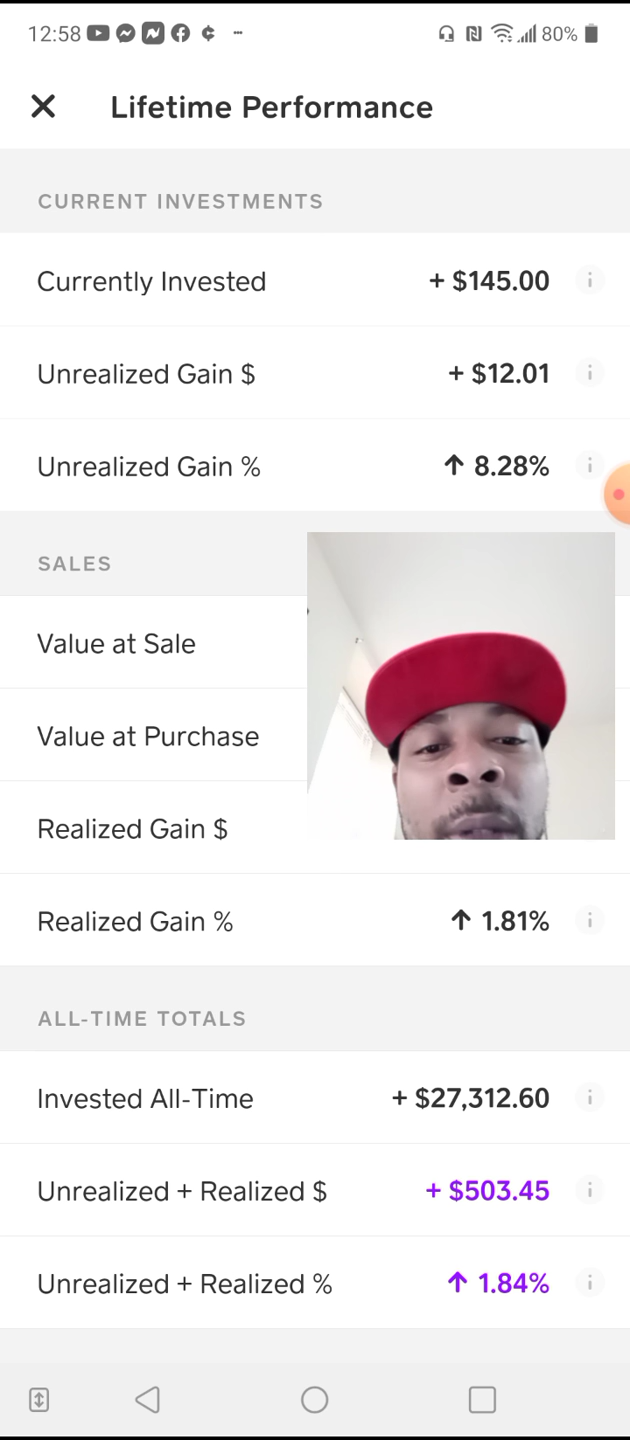 12:58 80%
Lifetime Performance
CURRENT INVESTMENTS
Currently Invested + $145.00
Unrealized Gain $ + $12.01
Unrealized Gain % ↑ 8.28%
SALES
Value at Sale
Value at Purchase
Realized Gain $
Realized Gain % ↑ 1.81%
ALL-TIME TOTALS
Invested All-Time + $27,312.60
Unrealized + Realized $ + $503.45
Unrealized + Realized % ↑ 1.84%